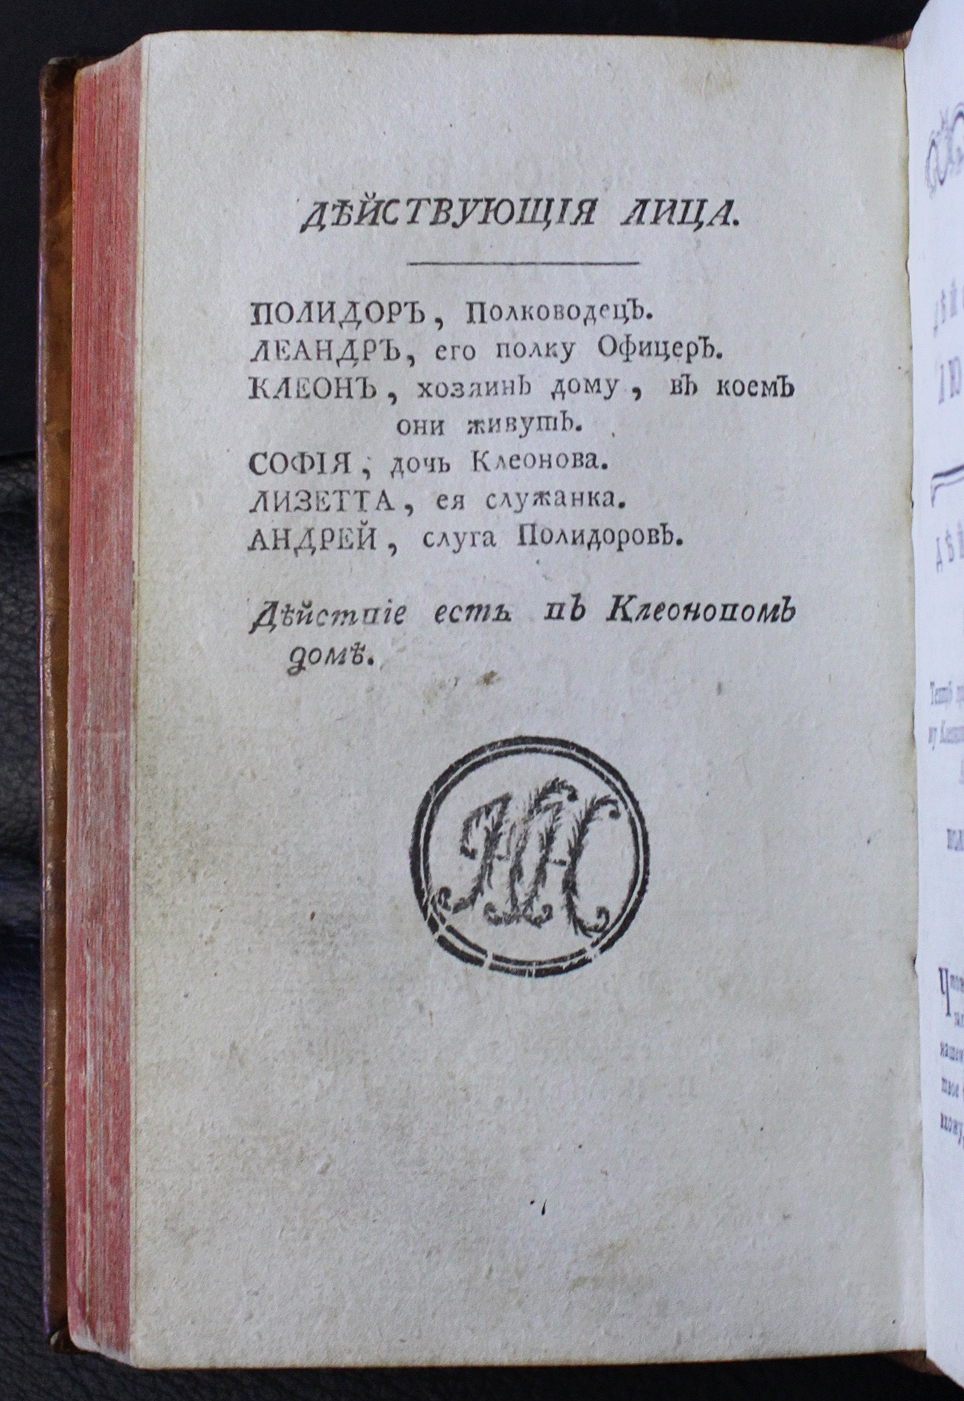 ДѢЙСТВУЮЩІЯ ЛИЦА.
ПОЛИДОРЪ, Полководецъ.
ЛЕАНДРЪ, его полку Офицеръ.
КЛЕОНЪ, хозяинъ дому, въ коемъ
они живутъ.
СОФІЯ, дочь Клеонова.
ЛИЗЕТТА, ея служанка.
АНДРЕЙ, слуга Полидоровъ.
Дѣйствіе есть въ Клеоновомъ
домѣ.